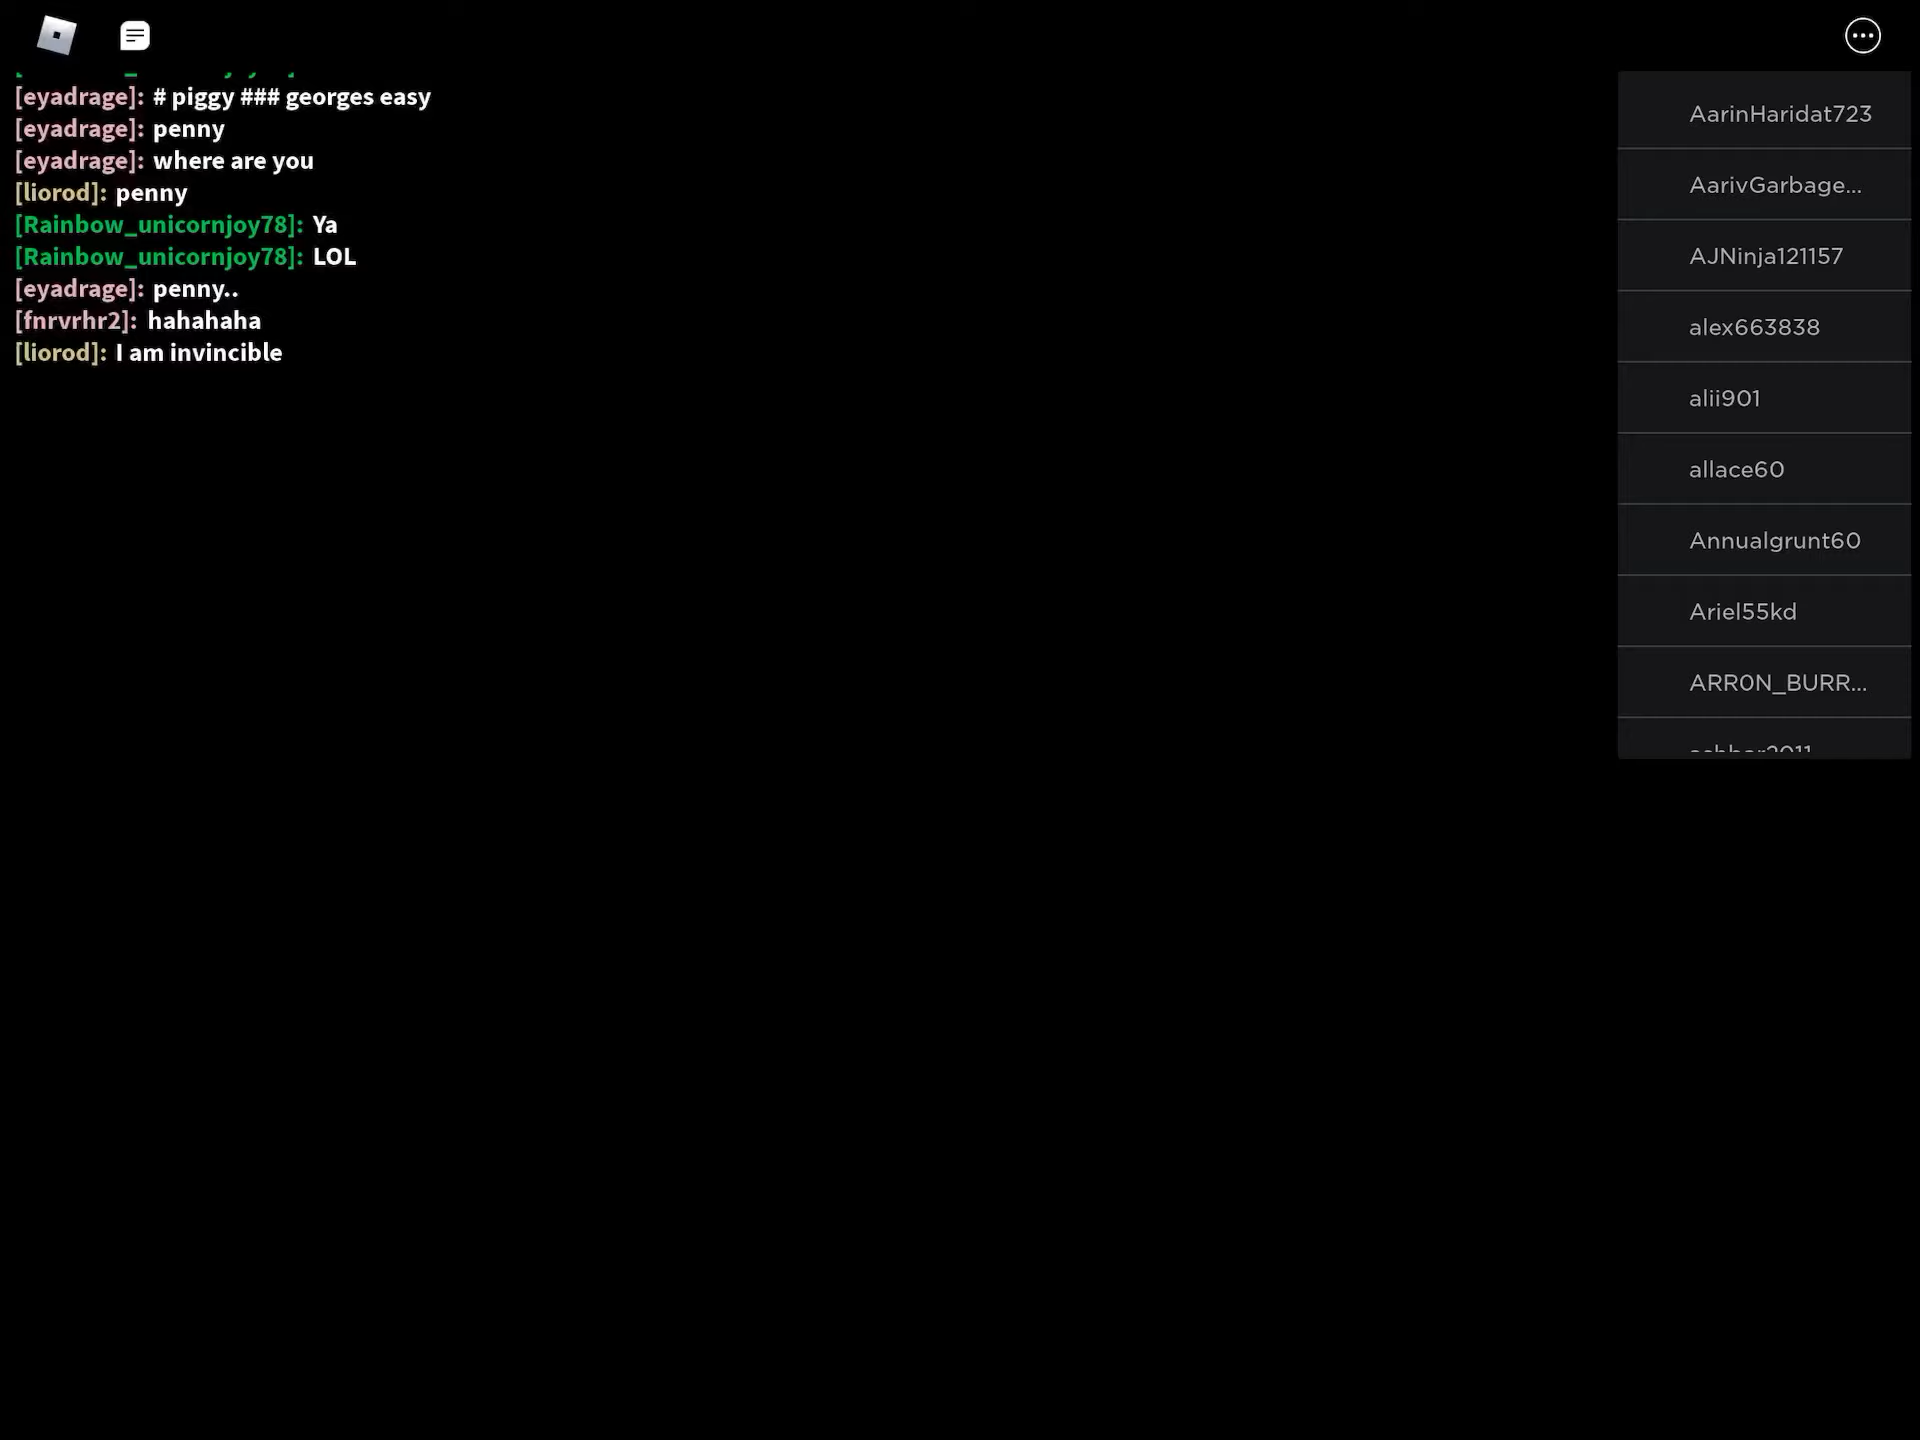 [eyadrage]: # piggy ### georges easy
[eyadrage]: penny
[eyadrage]: where are you
[liorod]: penny
[Rainbow_unicornjoy78]: Ya
[Rainbow_unicornjoy78]: LOL
[eyadrage]: penny..
[fnrvrhr2]: hahahaha
[liorod]: I am invincible
AarinHaridat723
AarivGarbage...
AJNinja121157
alex663838
alii901
allace60
Annualgrunt60
Ariel55kd
ARR0N_BURR...